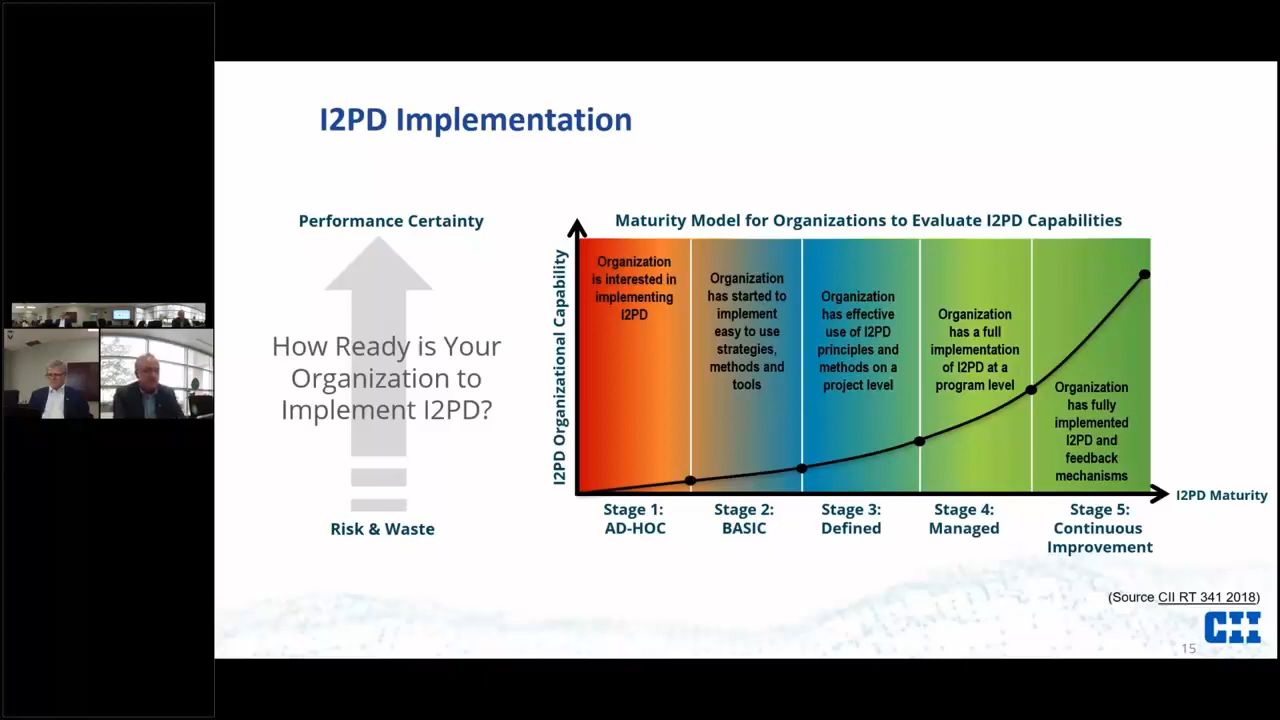 I2PD Implementation
Performance Certainty
How Ready is Your
Organization to
Implement I2PD?
Risk & Waste
Maturity Model for Organizations to Evaluate I2PD Capabilities
I2PD Organizational Capability
Organization
is interested in
implementing
I2PD
Organization
has started to
implement
easy to use
strategies,
methods and
tools
Organization
has effective
use of I2PD
principles and
methods on a
project level
Organization
has a full
implementation
of I2PD at a
program level
Organization
has fully
implemented
I2PD and
feedback
mechanisms
I2PD Maturity
Stage 1:
AD-HOC
Stage 2:
BASIC
Stage 3:
Defined
Stage 4:
Managed
Stage 5:
Continuous
Improvement
(Source CII RT 341 2018)
CII
15